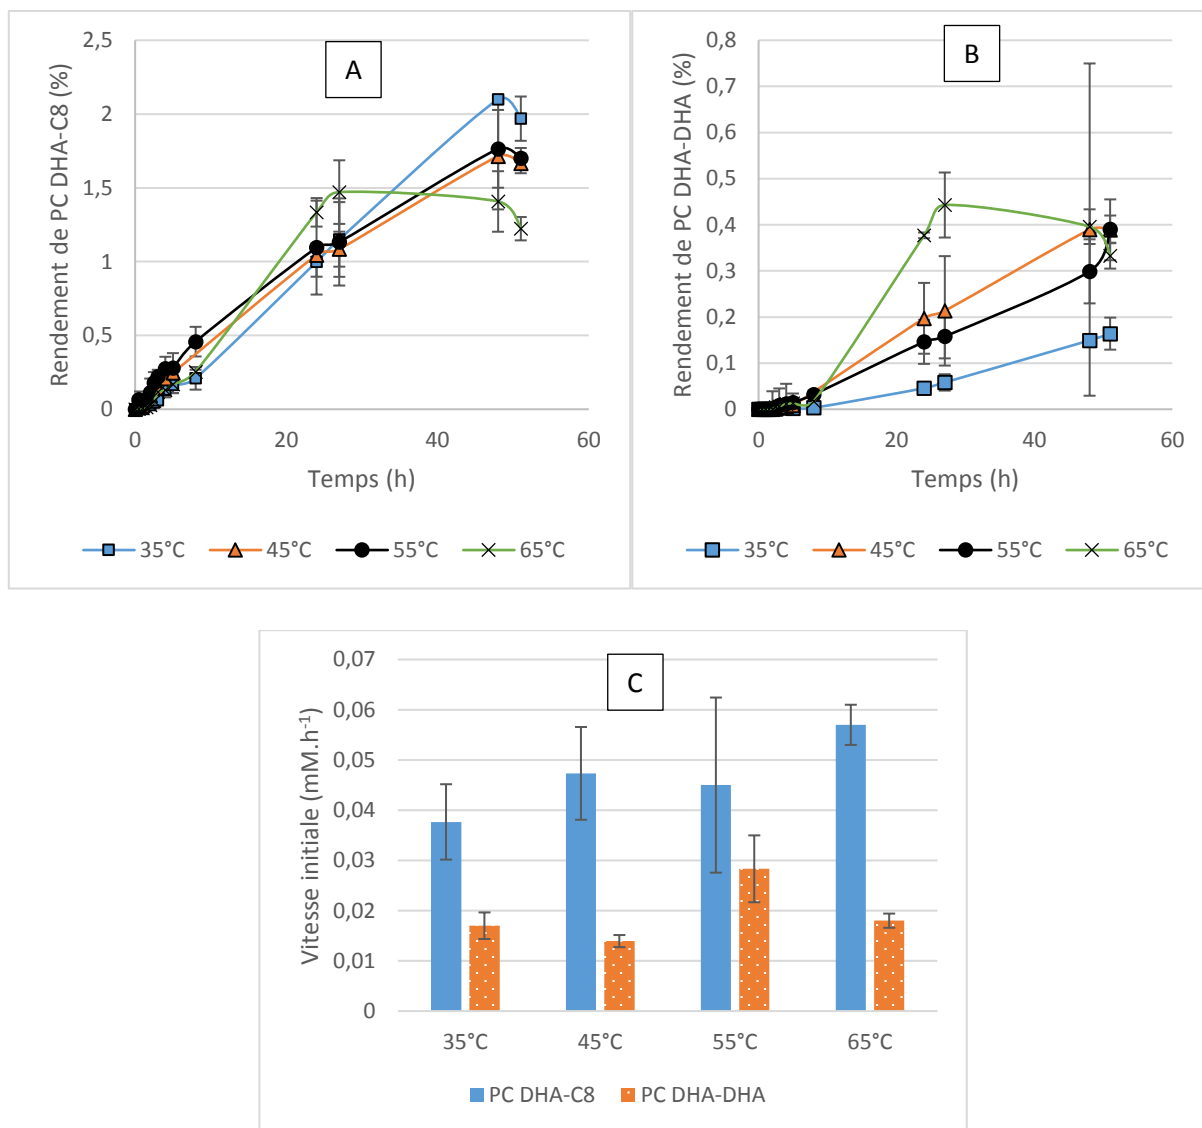 A
Rendement de PC DHA-C8 (%)
2,5
2
1,5
1
0,5
0
0 20 40 60
Temps (h)
35°C 45°C 55°C 65°C
B
Rendement de PC DHA-DHA (%)
0,8
0,7
0,6
0,5
0,4
0,3
0,2
0,1
0
0 20 40 60
Temps (h)
35°C 45°C 55°C 65°C
C
Vitesse initiale (mM.h⁻¹)
0,07
0,06
0,05
0,04
0,03
0,02
0,01
0
35°C 45°C 55°C 65°C
PC DHA-C8 PC DHA-DHA